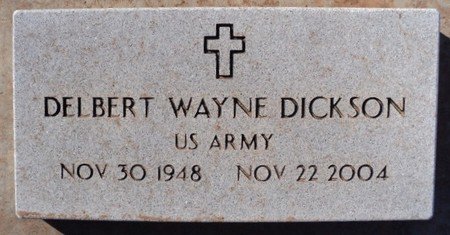 DELBERT WAYNE DICKSON
US ARMY
NOV 30 1948 NOV 22 2004